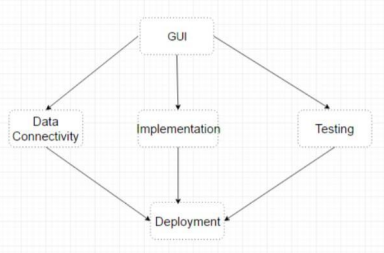 GUI
Data
Connectivity
Implementation
Testing
Deployment